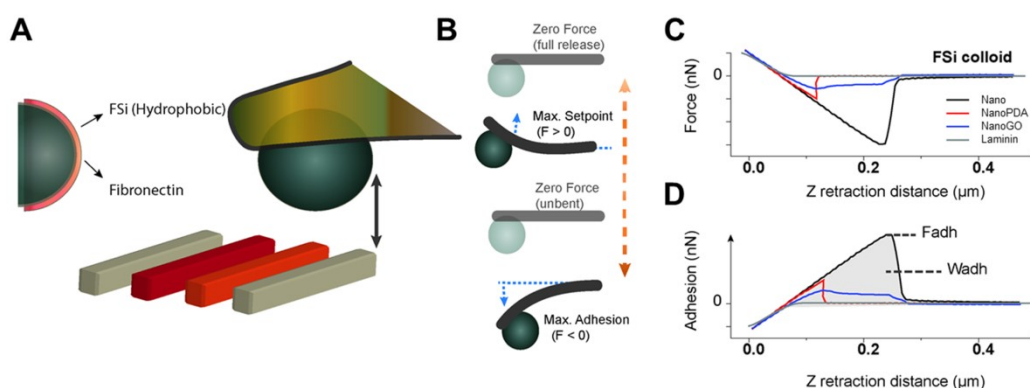 A
FSi (Hydrophobic)
Fibronectin
B
Zero Force
(full release)
Max. Setpoint
(F > 0)
Zero Force
(unbent)
Max. Adhesion
(F < 0)
C
FSi colloid
Force (nN)
0
Nano
NanoPDA
NanoGO
Laminin
0.0
0.2
0.4
Z retraction distance (µm)
D
Adhesion (nN)
0
Fadh
Wadh
0.0
0.2
0.4
Z retraction distance (µm)